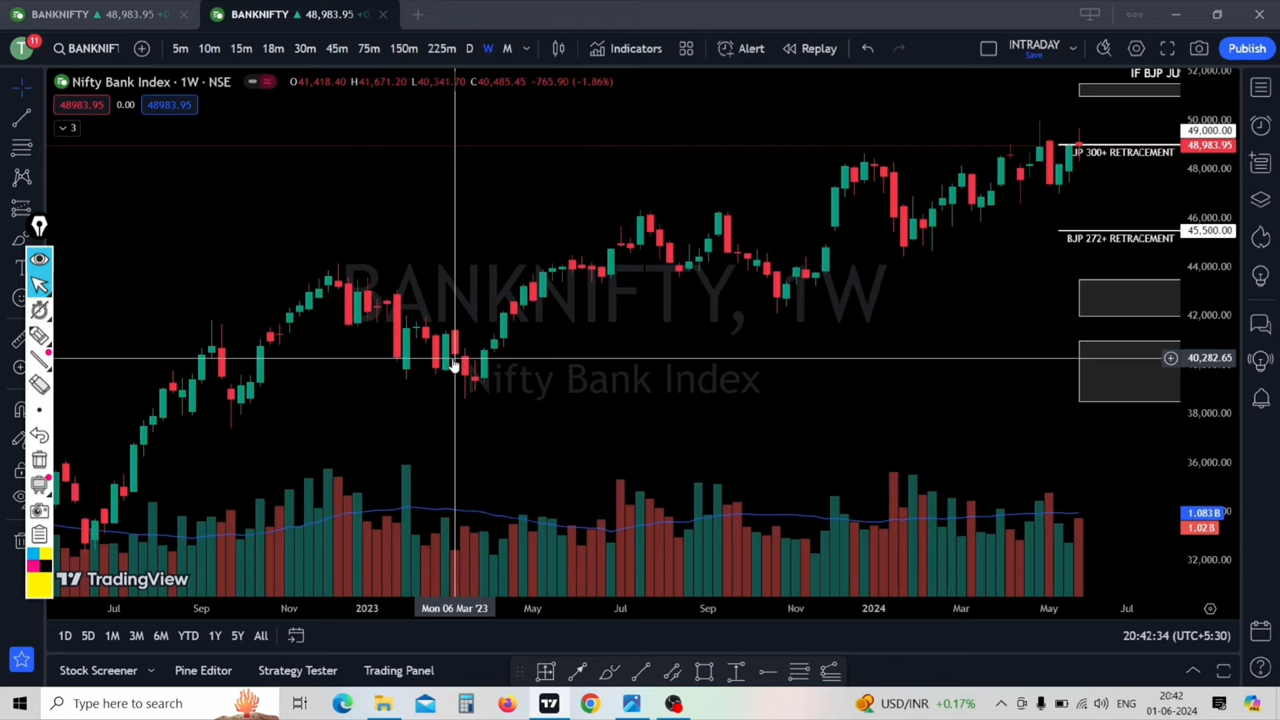 BANKNIFTY ▲ 48,983.95 +0
BANKNIFTY ▲ 48,983.95 +0
T 11 BANKNIFT 5m 10m 15m 18m 30m 45m 75m 150m 225m D W M Indicators Alert Replay INTRADAY Save Publish
Nifty Bank Index · 1W · NSE O41,418.40 H41,671.20 L40,341.70 C40,485.45 -765.90 (-1.86%)
48983.95 0.00 48983.95
3
IF BJP JU
52,000.00
50,000.00
49,000.00
48,983.95
JP 300+ RETRACEMENT
48,000.00
46,000.00
45,500.00
BJP 272+ RETRACEMENT
44,000.00
BANKNIFTY, 1W
Nifty Bank Index
42,000.00
40,282.65
38,000.00
36,000.00
1.083B
1.02B
32,000.00
TradingView
Jul Sep Nov 2023 Mon 06 Mar '23 May Jul Sep Nov 2024 Mar May Jul
1D 5D 1M 3M 6M YTD 1Y 5Y All 20:42:34 (UTC+5:30)
Stock Screener Pine Editor Strategy Tester Trading Panel
Type here to search USD/INR +0.17% ENG 20:42
01-06-2024